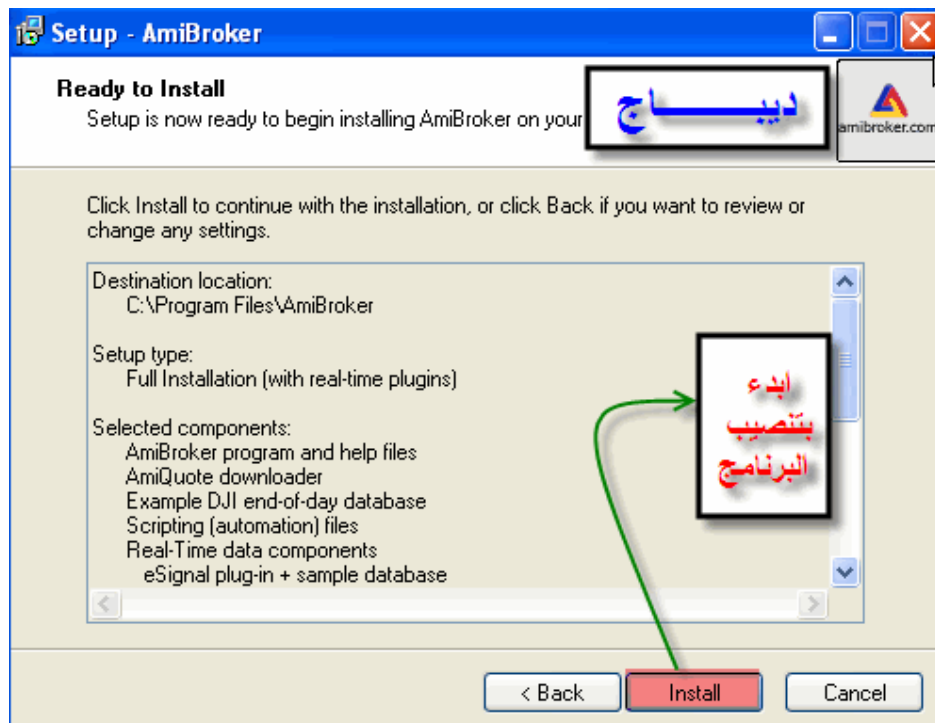 Setup - AmiBroker
Ready to Install
Setup is now ready to begin installing AmiBroker on your
ديبـــــــاج
amibroker.com
Click Install to continue with the installation, or click Back if you want to review or
change any settings.
Destination location:
C:\Program Files\AmiBroker
Setup type:
Full Installation (with real-time plugins)
Selected components:
AmiBroker program and help files
AmiQuote downloader
Example DJI end-of-day database
Scripting (automation) files
Real-Time data components
eSignal plug-in + sample database
ابدء
بتنصيب
البرنامج
< Back
Install
Cancel